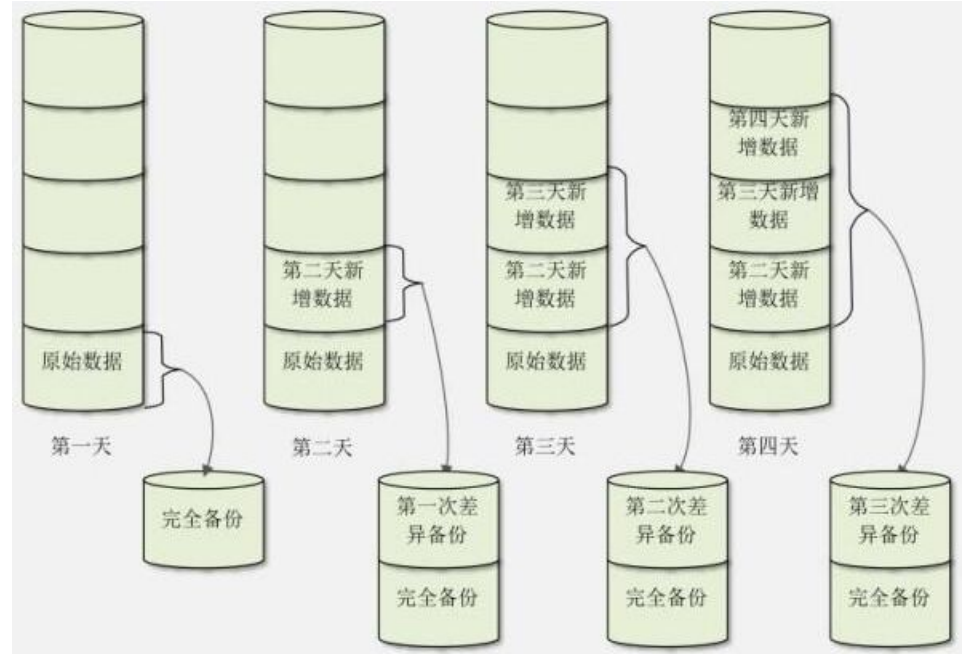 原始数据
第一天
完全备份
第二天新
增数据
原始数据
第二天
第一次差
异备份
完全备份
第三天新
增数据
第二天新
增数据
原始数据
第三天
第二次差
异备份
完全备份
第四天新
增数据
第三天新增
数据
第二天新
增数据
原始数据
第四天
第三次差
异备份
完全备份